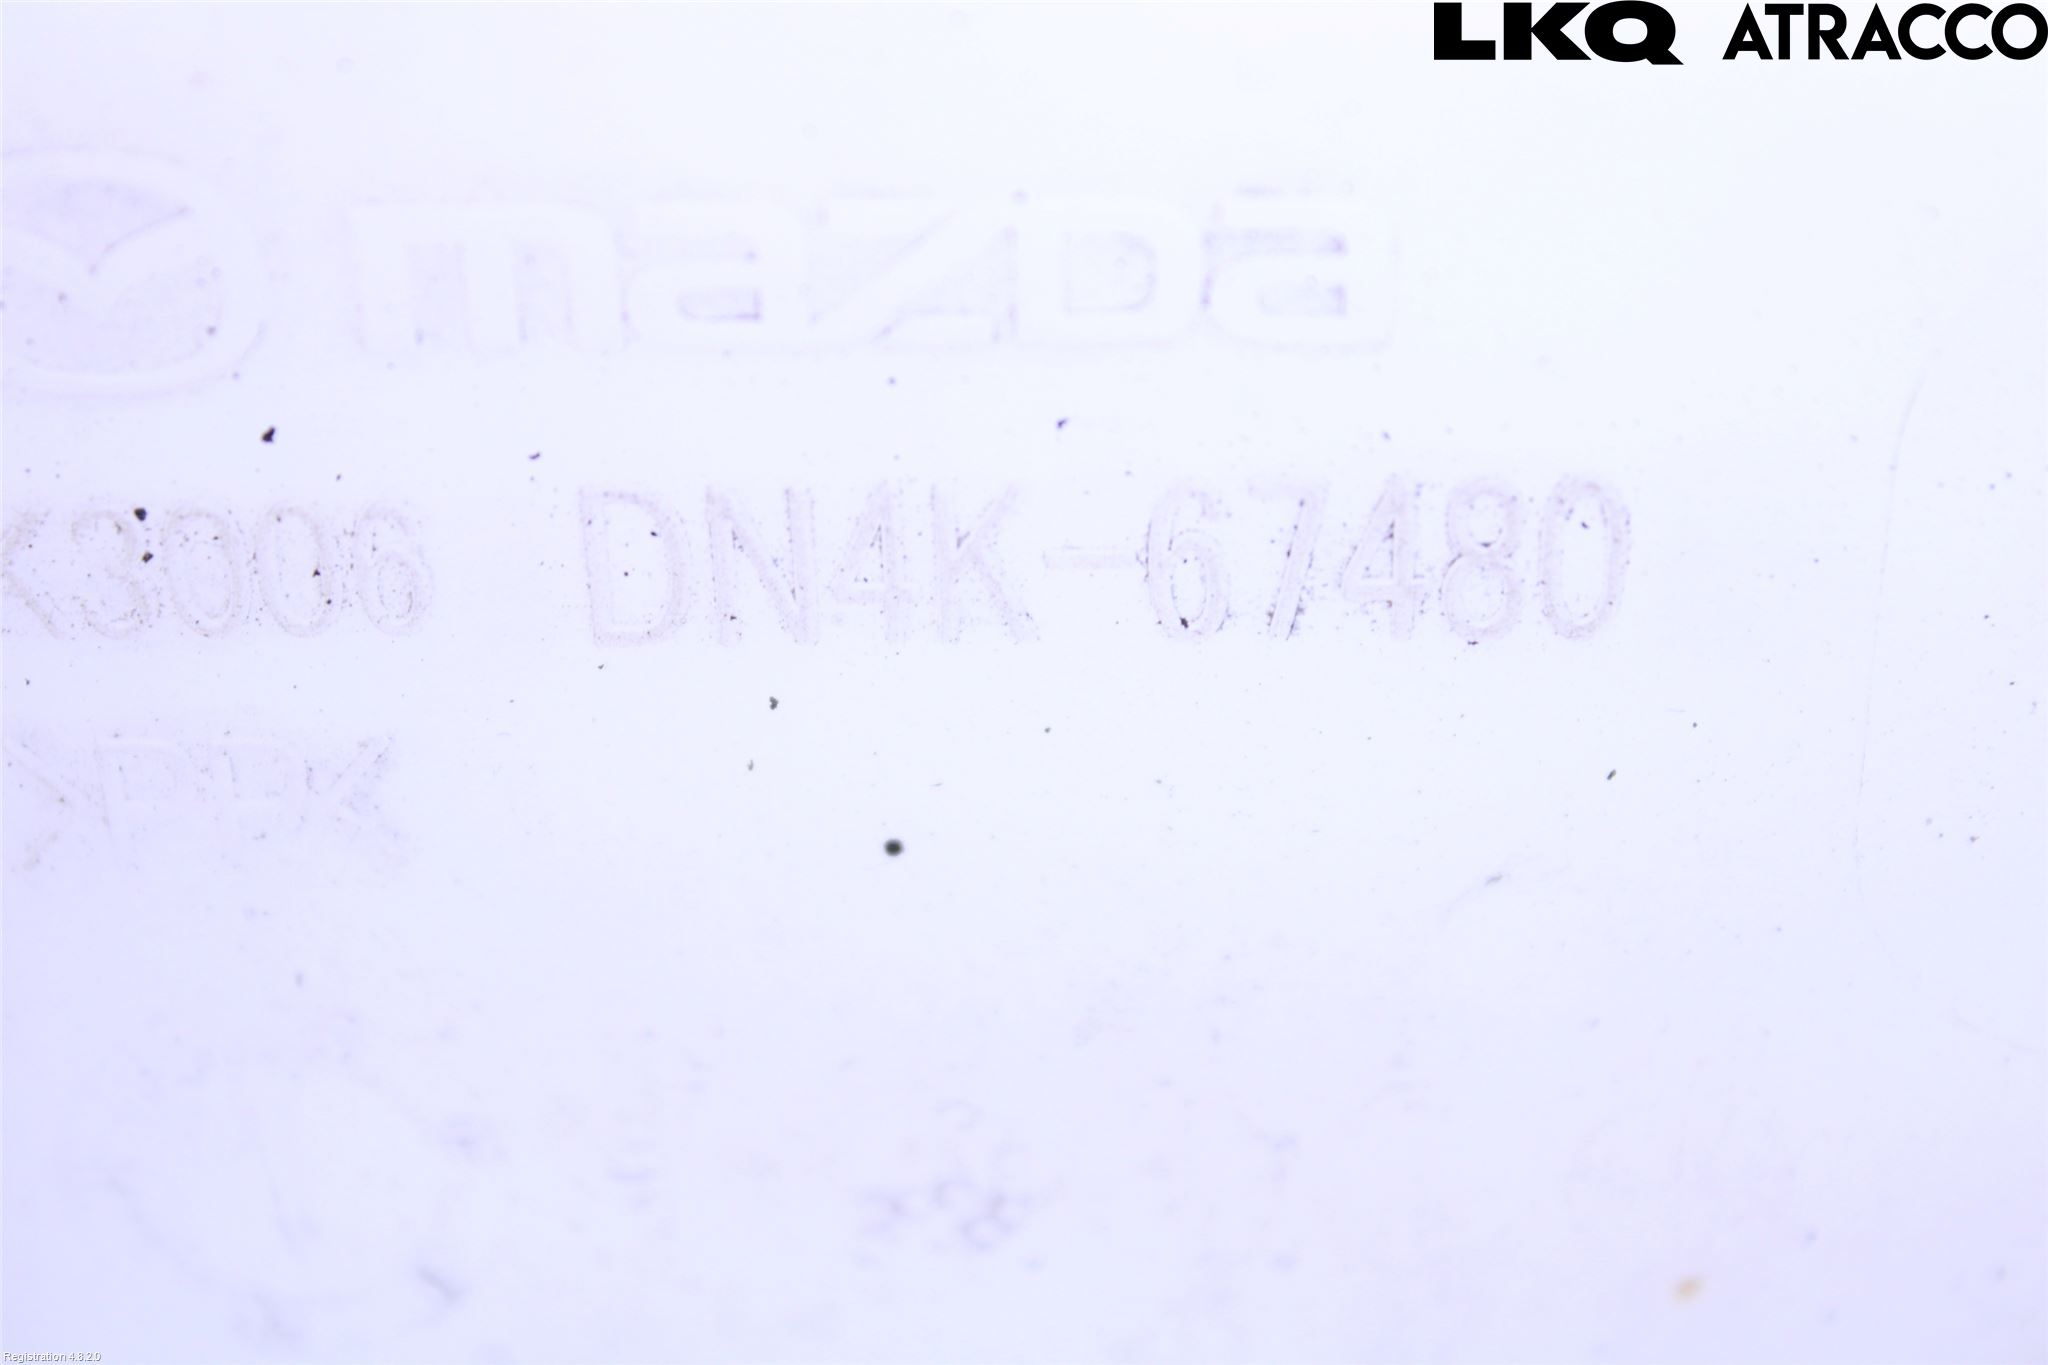 LKQ ATRACCO
mazda
K3006 DN4K-67480
>PP<
Registration 4.8.2.0